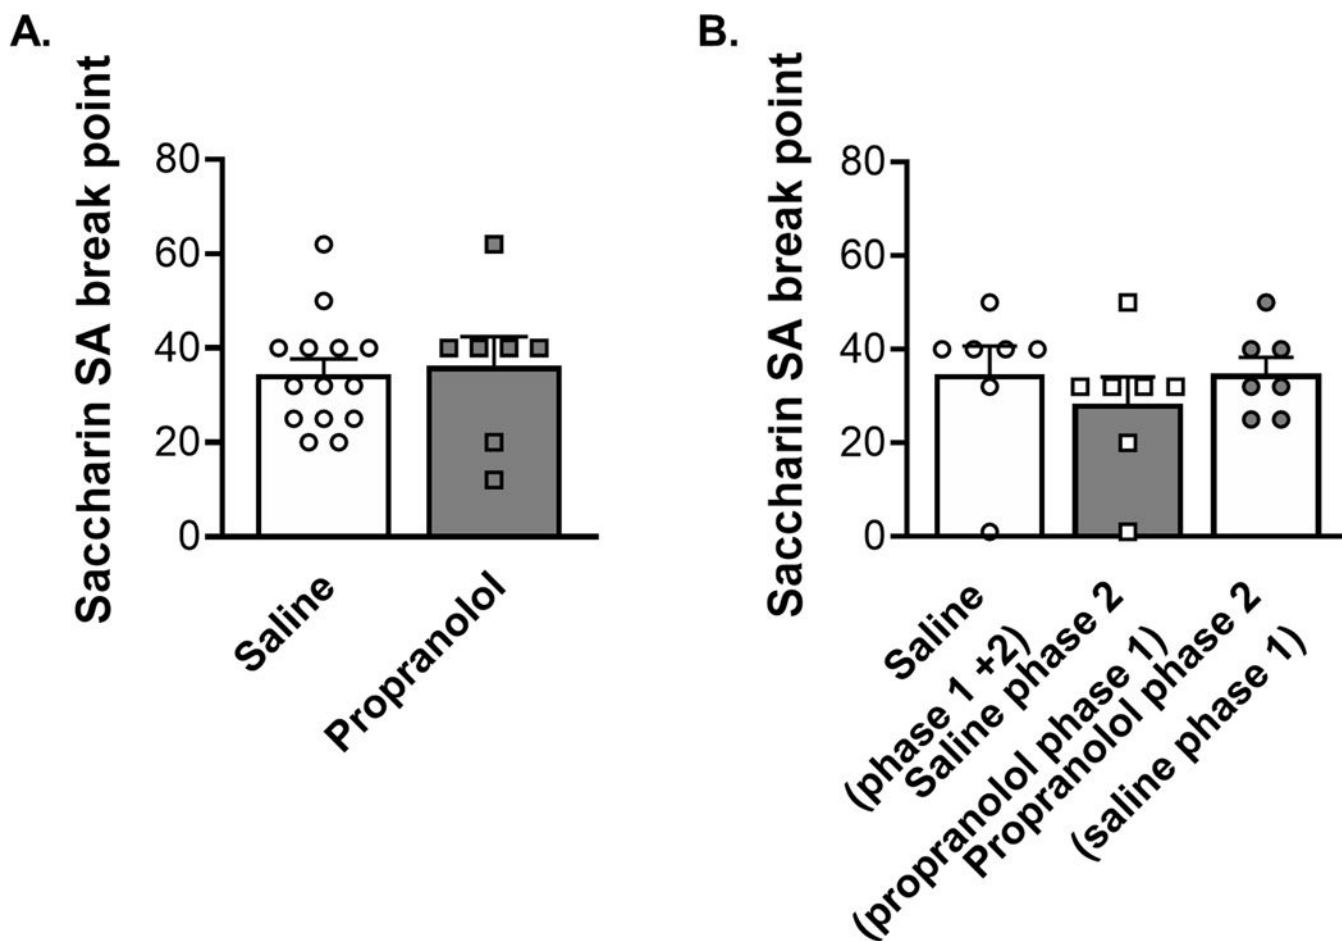 A.
Saccharin SA break point
80
60
40
20
0
Saline
Propranolol
B.
Saccharin SA break point
80
60
40
20
0
Saline
(phase 1 +2)
Saline phase 2
(propranolol phase 1)
Propranolol phase 2
(saline phase 1)